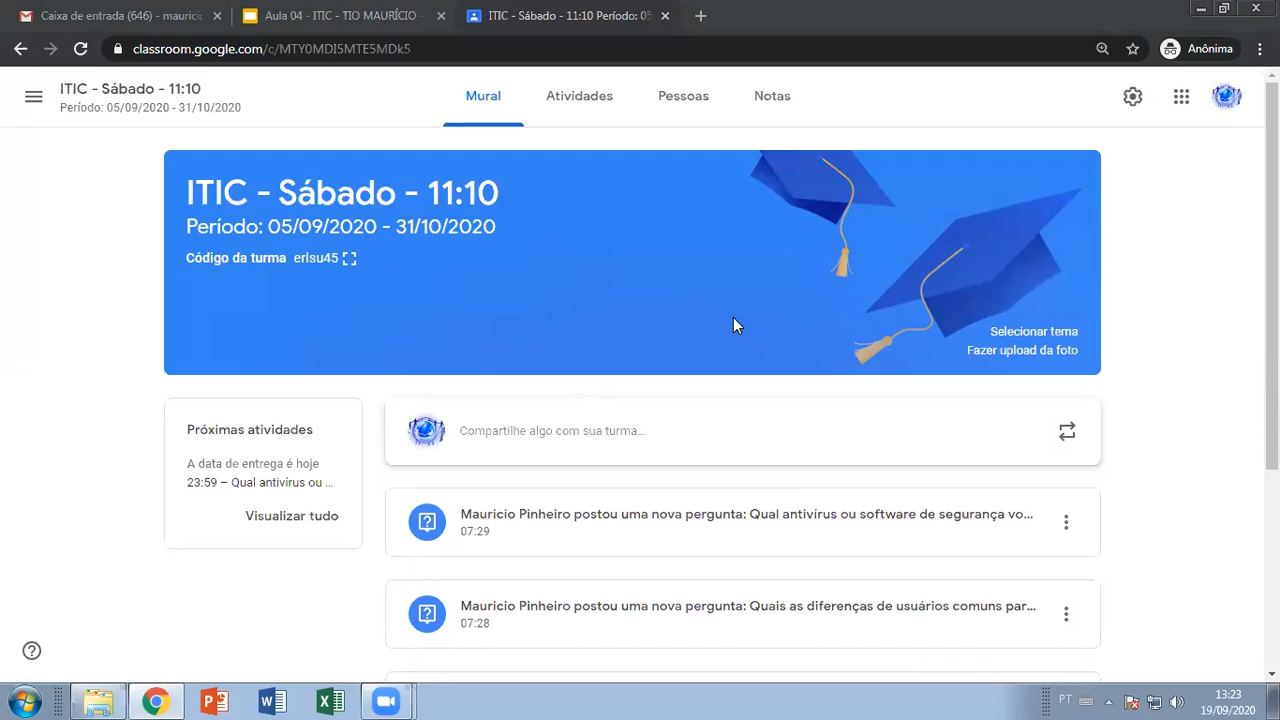 Caixa de entrada (646) - mauric
Aula 04 - ITIC - TIO MAURÍCIO -
ITIC - Sábado - 11:10 Período: 05
classroom.google.com/c/MTY0MDI5MTE5MDk5
Anônima
ITIC - Sábado - 11:10
Período: 05/09/2020 - 31/10/2020
Mural
Atividades
Pessoas
Notas
ITIC - Sábado - 11:10
Período: 05/09/2020 - 31/10/2020
Código da turma erlsu45
Selecionar tema
Fazer upload da foto
Próximas atividades
A data de entrega é hoje
23:59 – Qual antivírus ou ...
Visualizar tudo
Compartilhe algo com sua turma...
Mauricio Pinheiro postou uma nova pergunta: Qual antivírus ou software de segurança vo...
07:29
Mauricio Pinheiro postou uma nova pergunta: Quais as diferenças de usuários comuns par...
07:28
PT
13:23
19/09/2020